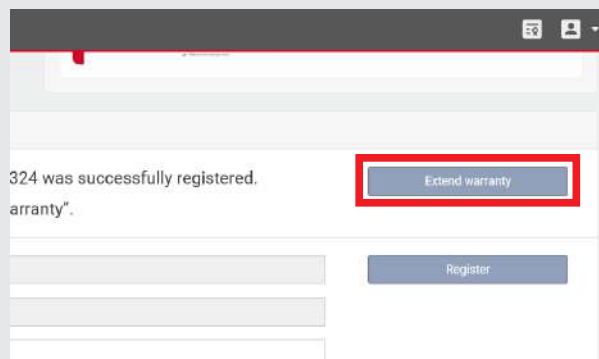 324 was successfully registered.
Extend warranty
arranty”.
Register